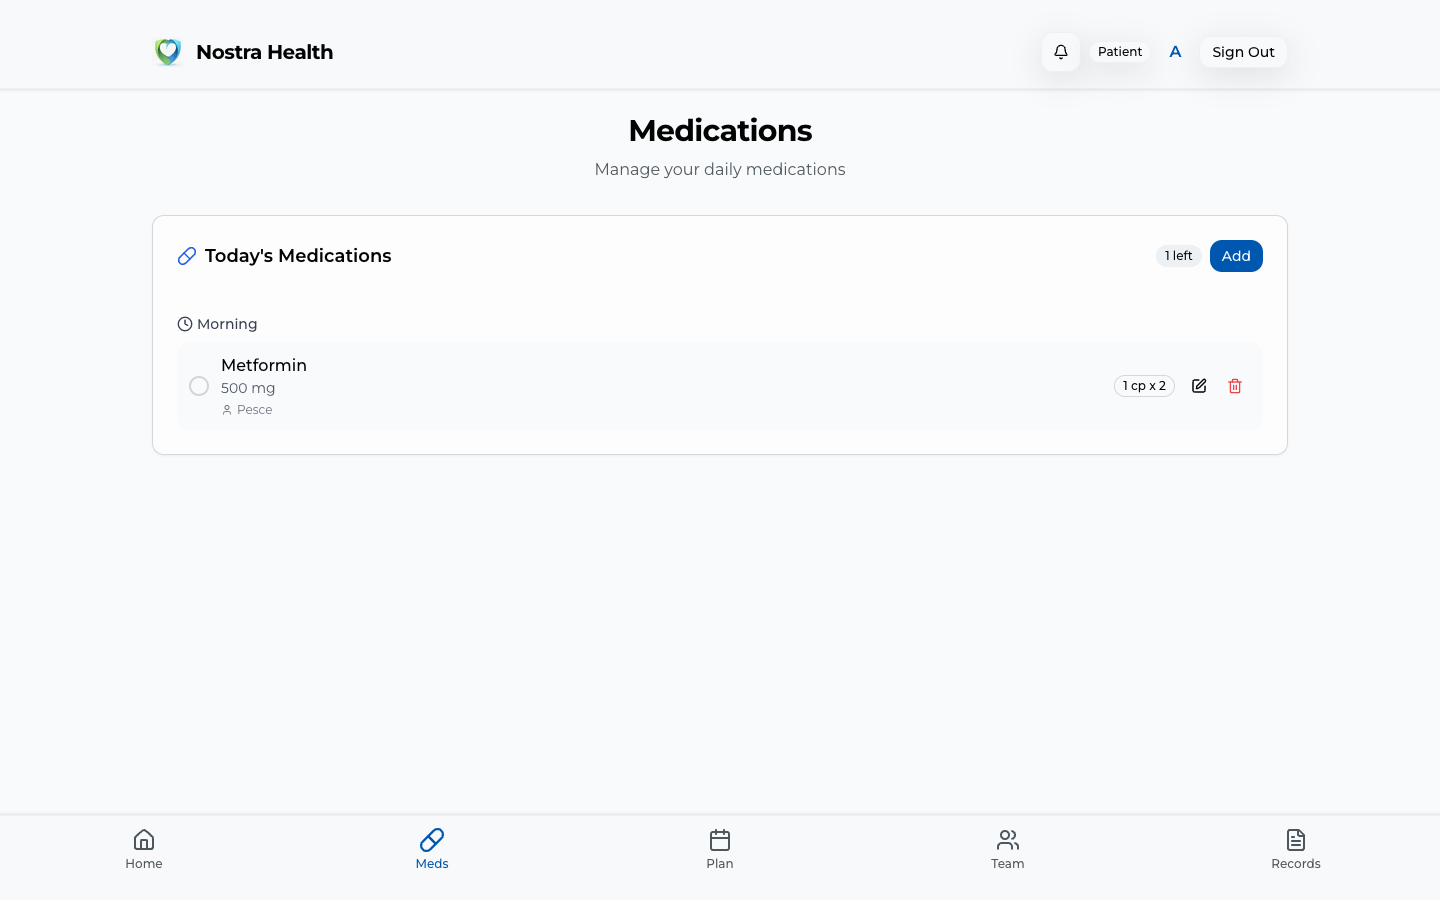 Nostra Health
Patient
A
Sign Out
Medications
Manage your daily medications
Today's Medications
1 left
Add
Morning
Metformin
500 mg
Pesce
1 cp x 2
Home
Meds
Plan
Team
Records